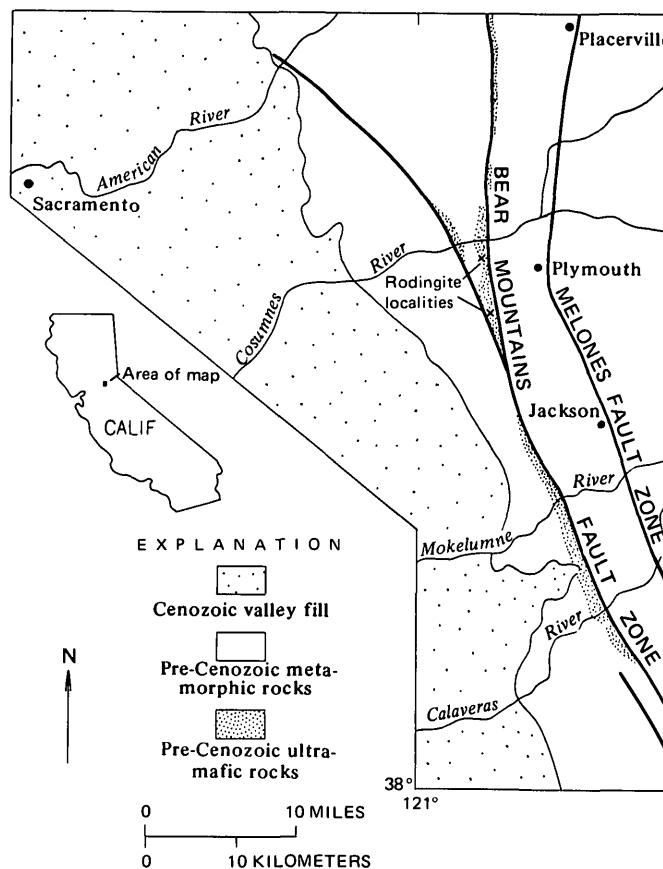 Placerville
River
American
Sacramento
BEAR MOUNTAINS FAULT ZONE
River
Cosumnes
Rodingite
localities
Plymouth
MELONES FAULT ZONE
Area of map
CALIF
Jackson
River
Mokelumne
EXPLANATION
Cenozoic valley fill
Pre-Cenozoic meta-
morphic rocks
Pre-Cenozoic ultra-
mafic rocks
N
River
Calaveras
38°
121°
0 10 MILES
0 10 KILOMETERS